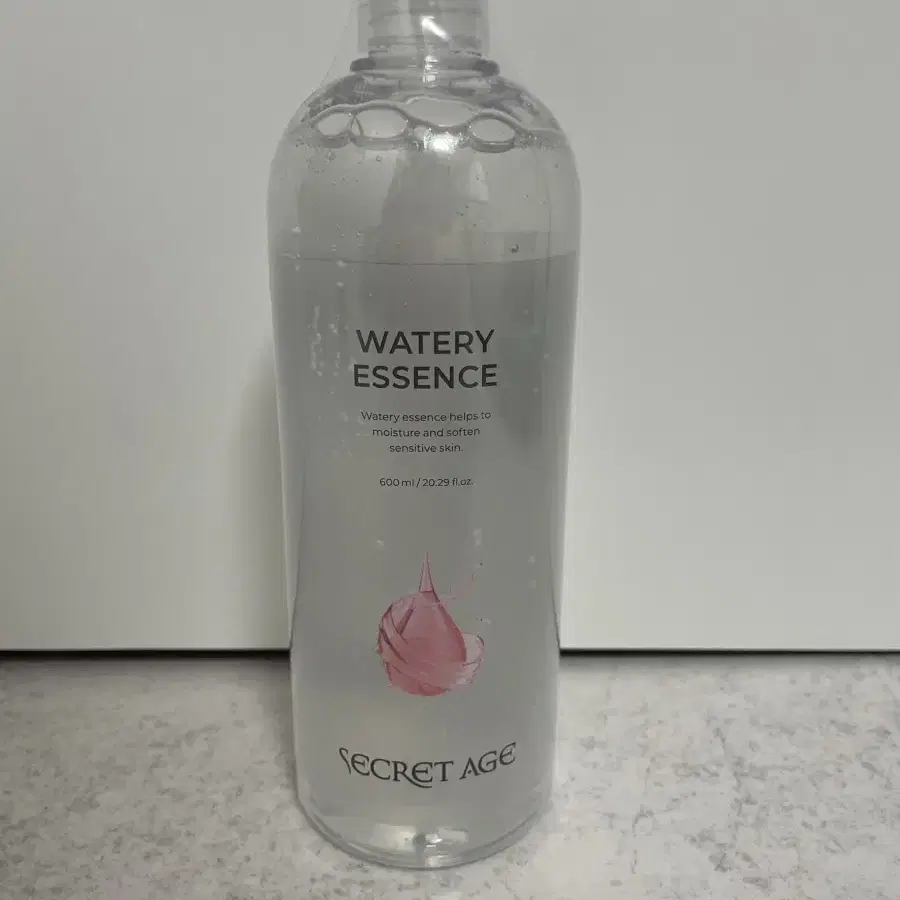 WATERY
ESSENCE
Watery essence helps to
moisture and soften
sensitive skin.
600 ml / 20.29 fl.oz.
SECRET AGE